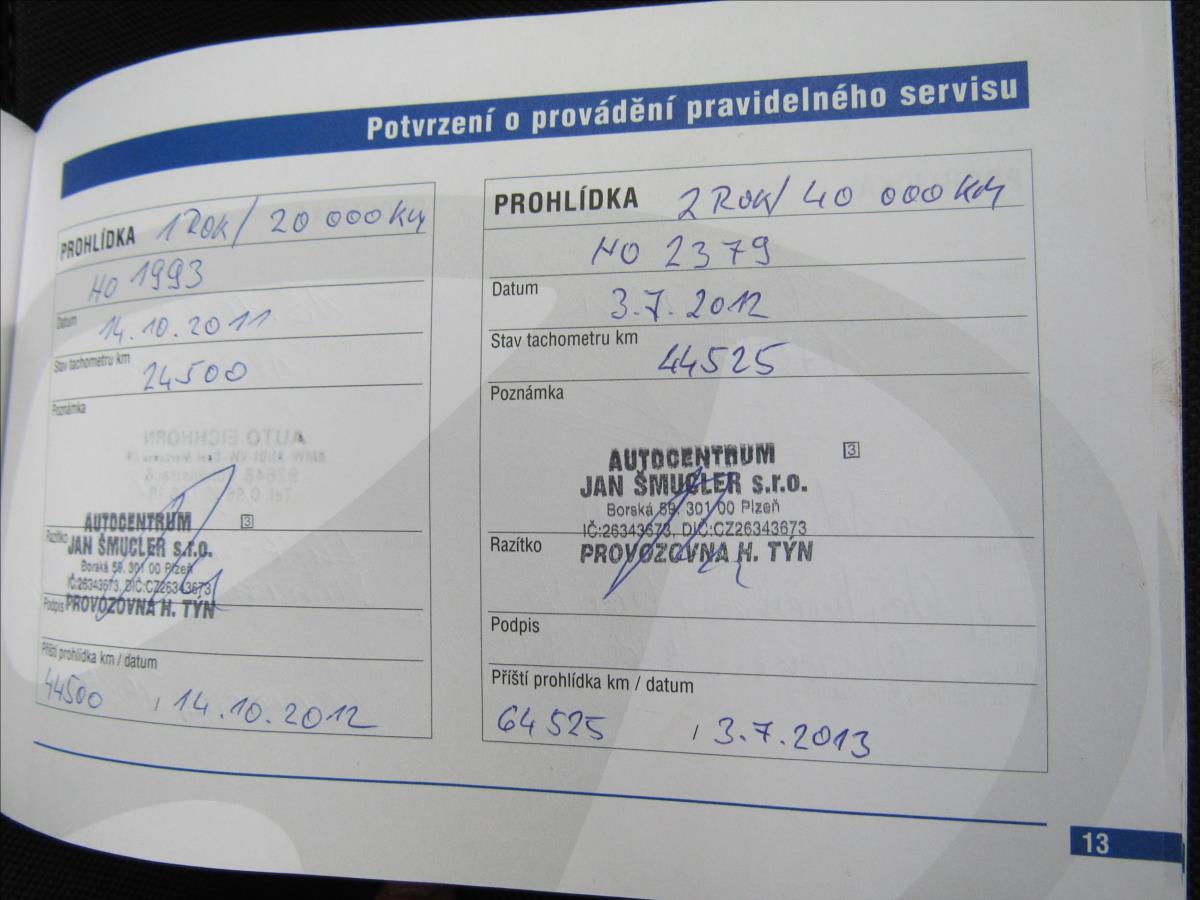 Potvrzení o provádění pravidelného servisu
PROHLÍDKA 1 ROK/ 20 000 KM
HO 1993
Datum 14.10.2011
Stav tachometru km 24500
Poznámka
AUTO EICHHORN
AUTOCENTRUM 3
JAN ŠMUCLER s.r.o.
Borská 59, 301 00 Plzeň
IČ:26343673, DIČ:CZ26343673
PROVOZOVNA H. TÝN
Razítko
Podpis
Příští prohlídka km / datum
44500 / 14.10.2012
PROHLÍDKA 2 ROK/ 40 000 KM
HO 2379
Datum 3.7.2012
Stav tachometru km 44525
Poznámka
AUTOCENTRUM 3
JAN ŠMUCLER s.r.o.
Borská 59, 301 00 Plzeň
IČ:26343673, DIČ:CZ26343673
PROVOZOVNA H. TÝN
Razítko
Podpis
Příští prohlídka km / datum
64525 / 3.7.2013
13